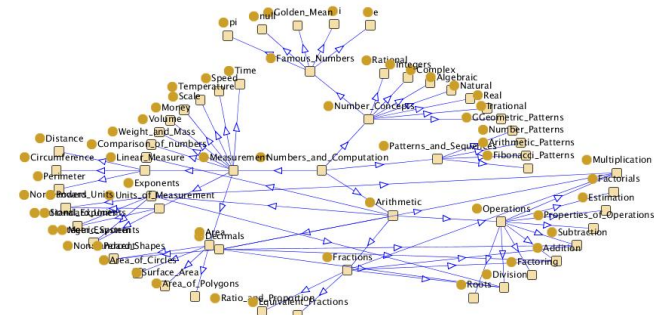 pi
null
Golden_Mean
i
e
Famous_Numbers
Time
Speed
Temperature
Scale
Money
Volume
Weight_and_Mass
Comparison_of_numbers
Distance
Circumference
Linear_Measure
Measurement
Numbers_and_Computation
Perimeter
Exponents
Units_of_Measurement
Rational
Integers
Complex
Algebraic
Natural
Real
Irrational
Number_Concepts
Geometric_Patterns
Number_Patterns
Arithmetic_Patterns
Patterns_and_Sequences
Fibonacci_Patterns
Multiplication
Factorials
Estimation
Arithmetic
Operations
Properties_of_Operations
Subtraction
Addition
Area
Decimals
Area_of_Circles
Surface_Area
Area_of_Polygons
Fractions
Factoring
Division
Roots
Ratio_and_Proportion
Equivalent_Fractions